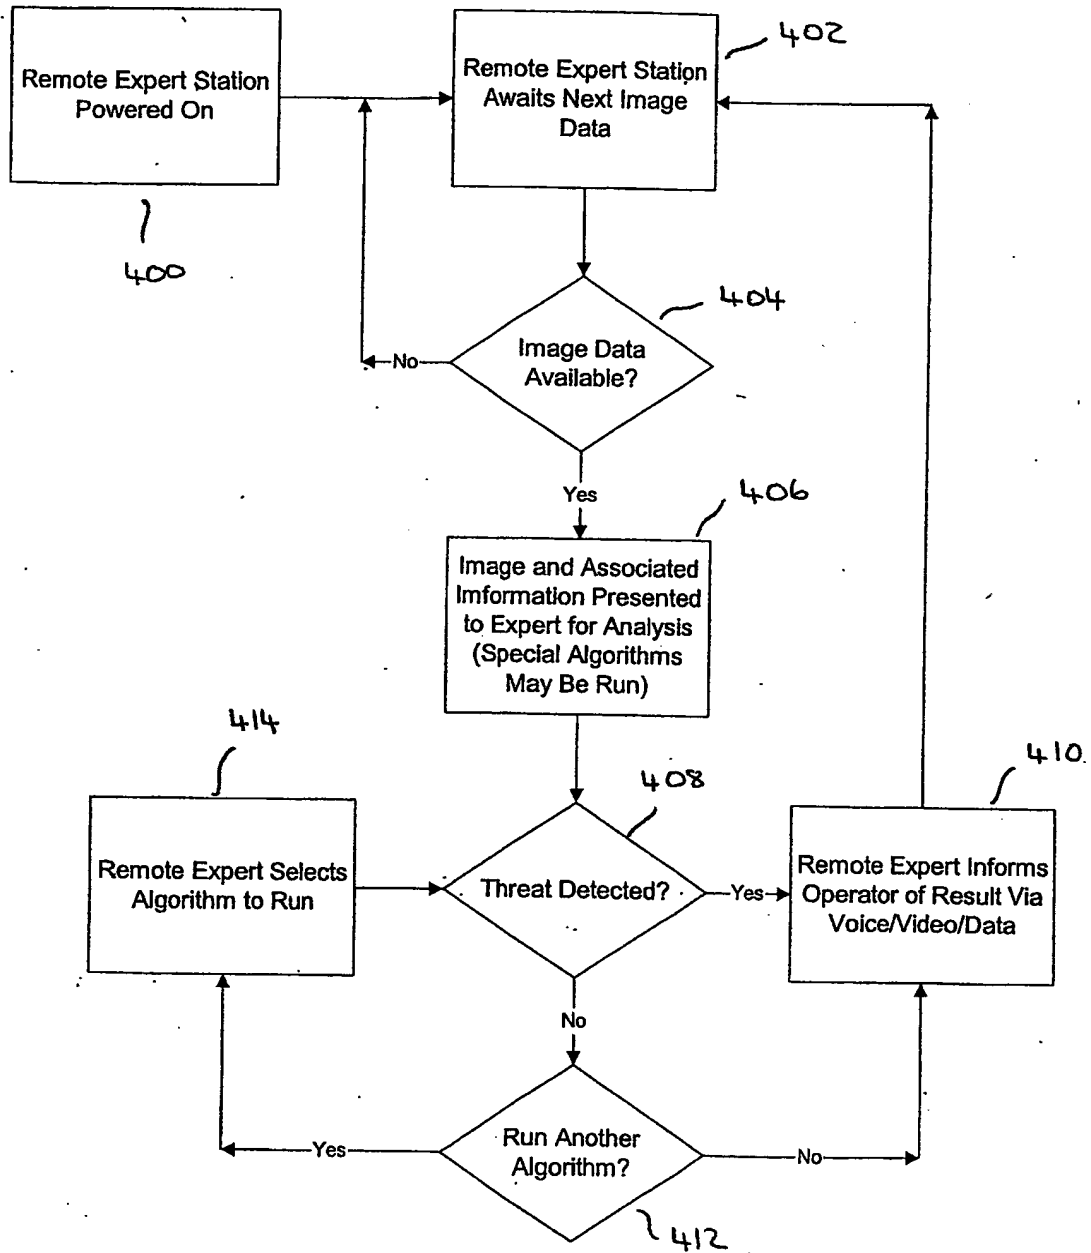 Remote Expert Station
Powered On
400
Remote Expert Station
Awaits Next Image
Data
402
Image Data
Available?
404
No
Yes
Image and Associated
Imformation Presented
to Expert for Analysis
(Special Algorithms
May Be Run)
406
414
Remote Expert Selects
Algorithm to Run
Threat Detected?
408
Yes
410
Remote Expert Informs
Operator of Result Via
Voice/Video/Data
No
Run Another
Algorithm?
Yes
No
412